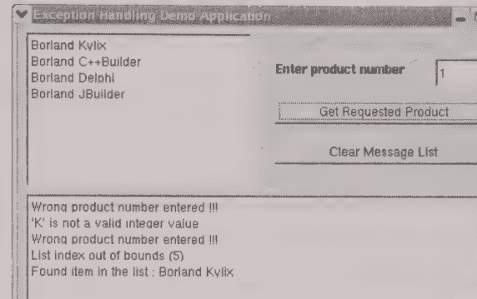 Exception Handling Demo Application
Borland Kylix
Borland C++Builder
Borland Delphi
Borland JBuilder
Enter product number
1
Get Requested Product
Clear Message List
Wrong product number entered !!!
'K' is not a valid integer value
Wrong product number entered !!!
List index out of bounds (5)
Found item in the list : Borland Kylix